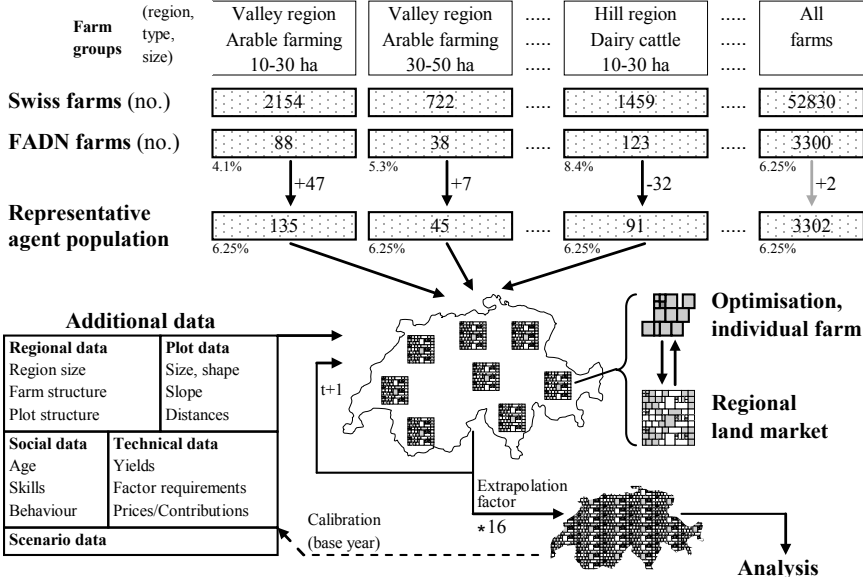 Farm
groups
(region,
type,
size)
Valley region
Arable farming
10-30 ha
Valley region
Arable farming
30-50 ha
.....
.....
.....
Hill region
Dairy cattle
10-30 ha
.....
.....
.....
All
farms
Swiss farms (no.) 2154 722 ..... 1459 ..... 52830
FADN farms (no.) 88 38 ..... 123 ..... 3300
4.1% 5.3% 8.4% 6.25%
+47 +7 -32 +2
Representative
agent population
135 45 ..... 91 ..... 3302
6.25% 6.25% 6.25% 6.25%
Additional data
Regional data
Region size
Farm structure
Plot structure
Plot data
Size, shape
Slope
Distances
Social data
Age
Skills
Behaviour
Technical data
Yields
Factor requirements
Prices/Contributions
Scenario data
t+1
Optimisation,
individual farm
Regional
land market
Extrapolation
factor
*16
Calibration
(base year)
Analysis